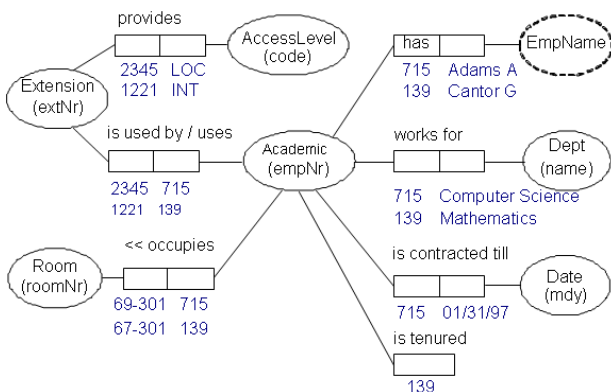 provides
Extension
(extNr)
2345 LOC
1221 INT
AccessLevel
(code)
has
715 Adams A
139 Cantor G
EmpName
is used by / uses
2345 715
1221 139
Academic
(empNr)
works for
715 Computer Science
139 Mathematics
Dept
(name)
<< occupies
Room
(roomNr)
69-301 715
67-301 139
is contracted till
715 01/31/97
Date
(mdy)
is tenured
139